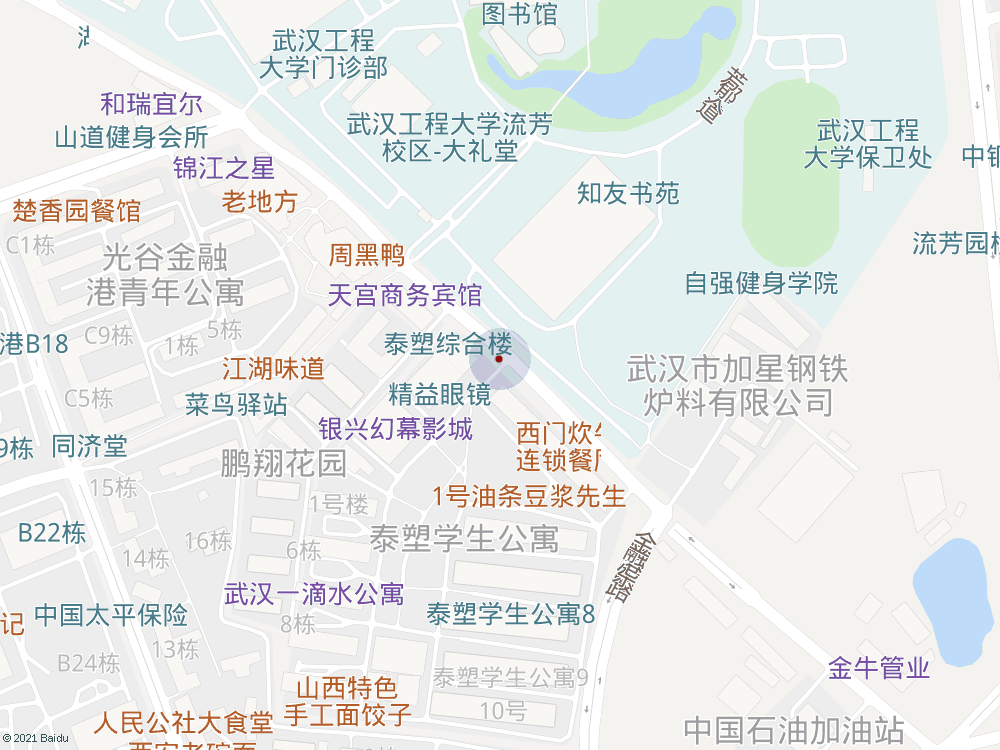 图书馆
武汉工程
大学门诊部
和瑞宜尔
山道健身会所
武汉工程大学流芳
校区-大礼堂
茅郁道
武汉工程
大学保卫处
锦江之星
老地方
知友书苑
楚香园餐馆
C1栋
周黑鸭
流芳园
光谷金融
港青年公寓
天宫商务宾馆
自强健身学院
C9栋
5栋
1栋
港B18
泰塑综合楼
江湖味道
武汉市加星钢铁
炉料有限公司
C5栋
菜鸟驿站
精益眼镜
银兴幻幕影城
西门炊
连锁餐
9栋
同济堂
鹏翔花园
15栋
1号楼
1号油条豆浆先生
B22栋
16栋
14栋
6栋
泰塑学生公寓
金融港路
武汉一滴水公寓
中国太平保险
8栋
泰塑学生公寓8
记
13栋
B24栋
泰塑学生公寓9
金牛管业
山西特色
手工面饺子
10号
人民公社大食堂
中国石油加油站
© 2021 Baidu